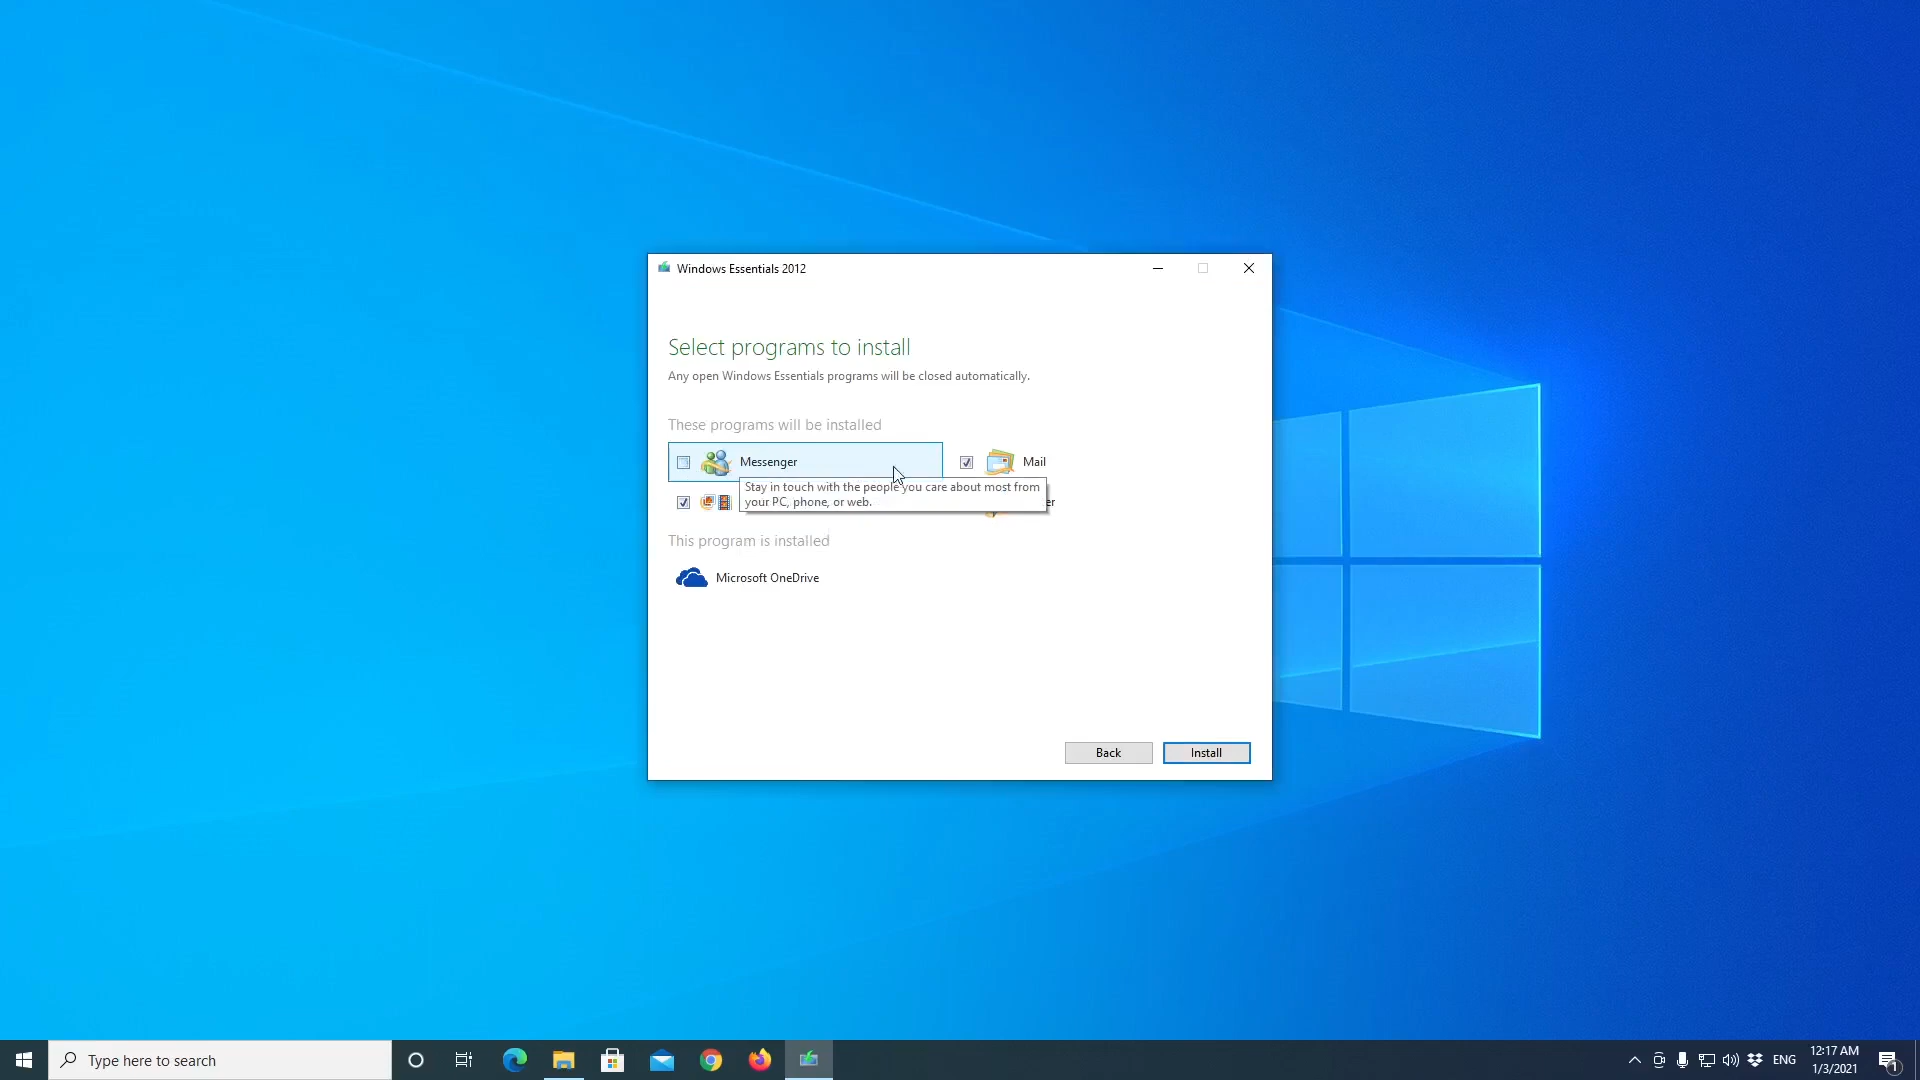 Windows Essentials 2012
Select programs to install
Any open Windows Essentials programs will be closed automatically.
These programs will be installed
Messenger
Mail
Stay in touch with the people you care about most from
your PC, phone, or web.
er
This program is installed
Microsoft OneDrive
Back
Install
Type here to search
ENG
12:17 AM
1/3/2021
1